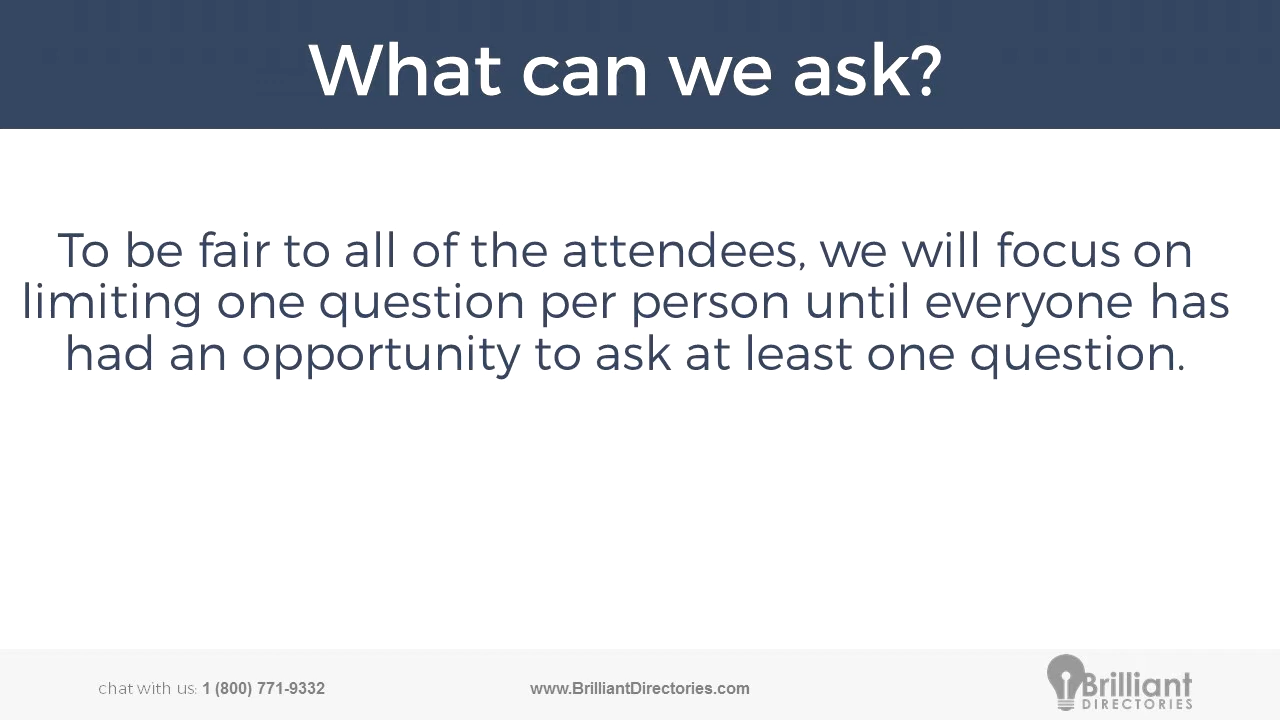 What can we ask?
To be fair to all of the attendees, we will focus on
limiting one question per person until everyone has
had an opportunity to ask at least one question.
chat with us: 1 (800) 771-9332
www.BrilliantDirectories.com
Brilliant
DIRECTORIES